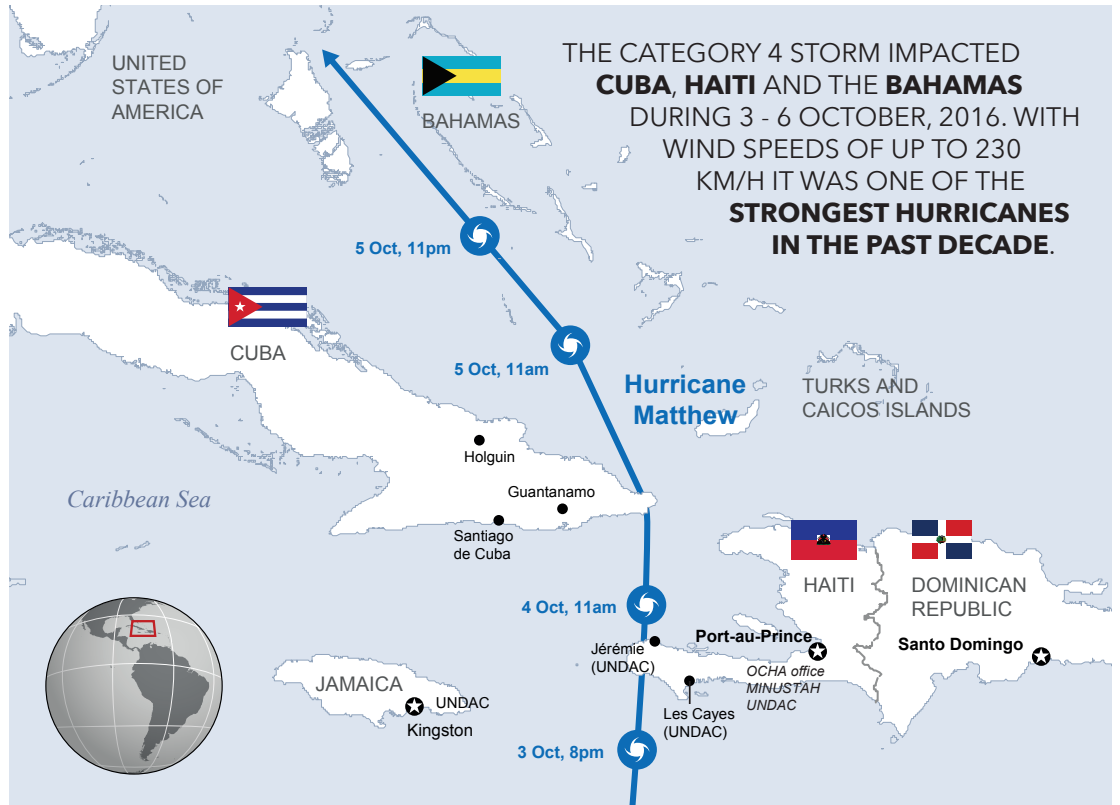 THE CATEGORY 4 STORM IMPACTED
CUBA, HAITI AND THE BAHAMAS
DURING 3 - 6 OCTOBER, 2016. WITH
WIND SPEEDS OF UP TO 230
KM/H IT WAS ONE OF THE
STRONGEST HURRICANES
IN THE PAST DECADE.
UNITED
STATES OF
AMERICA
BAHAMAS
5 Oct, 11pm
CUBA
5 Oct, 11am
Hurricane
Matthew
TURKS AND
CAICOS ISLANDS
Holguin
Caribbean Sea
Guantanamo
Santiago
de Cuba
HAITI
DOMINICAN
REPUBLIC
4 Oct, 11am
Port-au-Prince
Santo Domingo
Jérémie
(UNDAC)
OCHA office
MINUSTAH
UNDAC
JAMAICA
UNDAC
Kingston
Les Cayes
(UNDAC)
3 Oct, 8pm